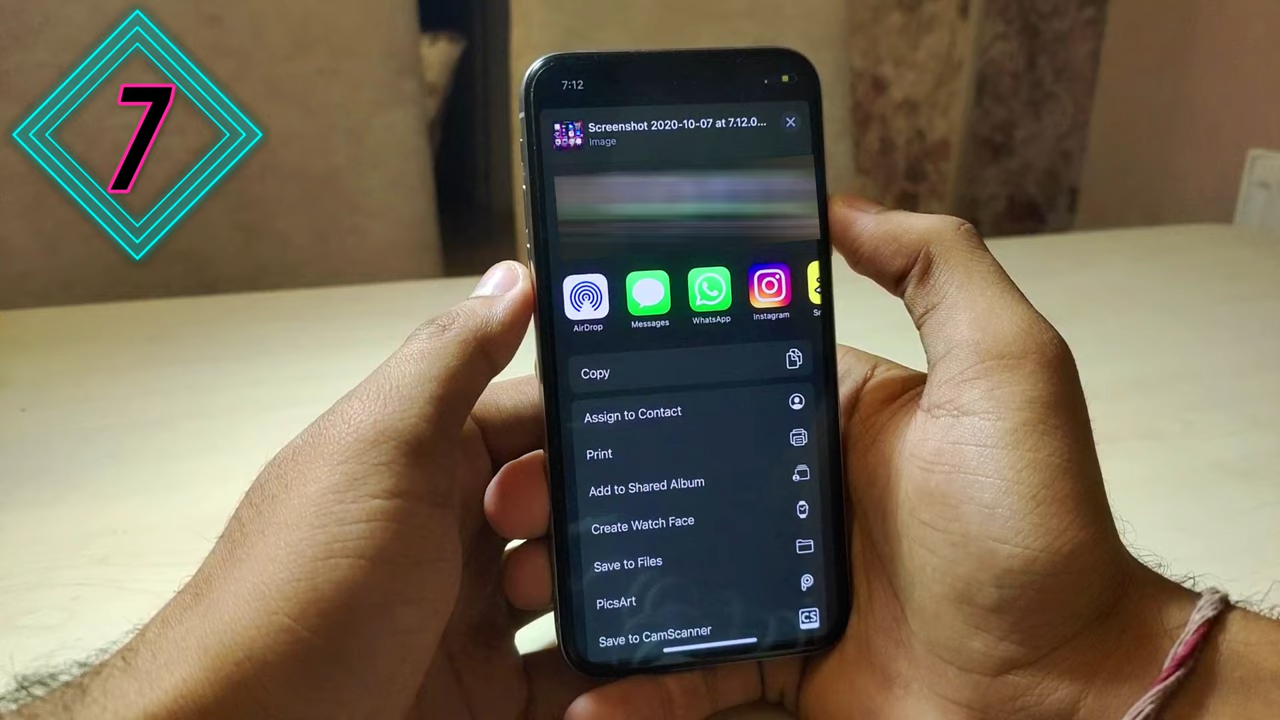 7
7:12
Screenshot 2020-10-07 at 7.12.0...
Image
AirDrop
Messages
WhatsApp
Instagram
Sn
Copy
Assign to Contact
Print
Add to Shared Album
Create Watch Face
Save to Files
PicsArt
Save to CamScanner
CS